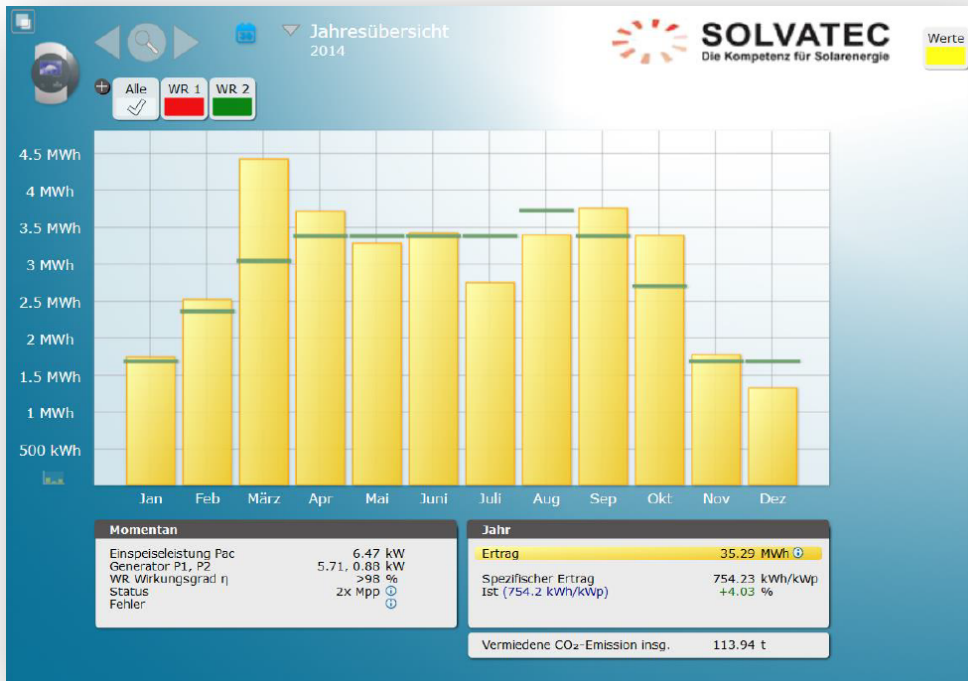 Jahresübersicht
2014
SOLVATEC
Die Kompetenz für Solarenergie
Werte
Alle
WR 1
WR 2
4.5 MWh
4 MWh
3.5 MWh
3 MWh
2.5 MWh
2 MWh
1.5 MWh
1 MWh
500 kWh
Jan Feb März Apr Mai Juni Juli Aug Sep Okt Nov Dez
Momentan
Einspeiseleistung Pac 6.47 kW
Generator P1, P2 5.71, 0.88 kW
WR Wirkungsgrad η >98 %
Status 2x Mpp
Fehler
Jahr
Ertrag 35.29 MWh
Spezifischer Ertrag 754.23 kWh/kWp
Ist (754.2 kWh/kWp) +4.03 %
Vermiedene CO₂-Emission insg. 113.94 t